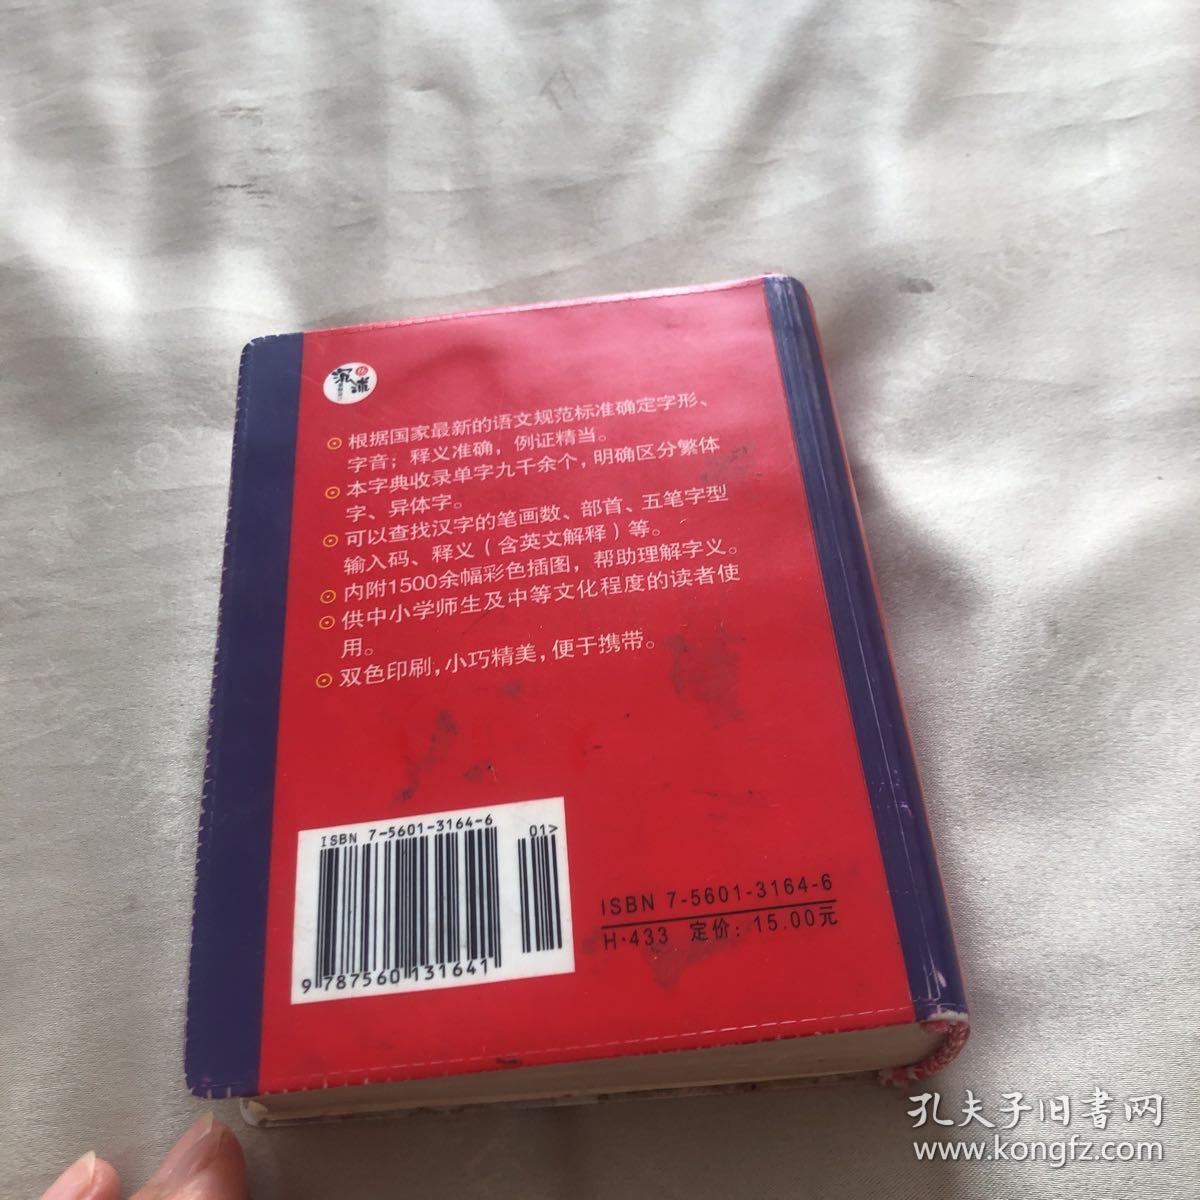 沉冰
⊙ 根据国家最新的语文规范标准确定字形、
字音；释义准确，例证精当。
⊙ 本字典收录单字九千余个，明确区分繁体
字、异体字。
⊙ 可以查找汉字的笔画数、部首、五笔字型
输入码、释义（含英文解释）等。
⊙ 内附1500余幅彩色插图，帮助理解字义。
⊙ 供中小学师生及中等文化程度的读者使
用。
⊙ 双色印刷，小巧精美，便于携带。
ISBN 7-5601-3164-6
01>
9 787560 131641
ISBN 7-5601-3164-6
H·433 定价：15.00元
孔夫子旧書网
www.kongfz.com